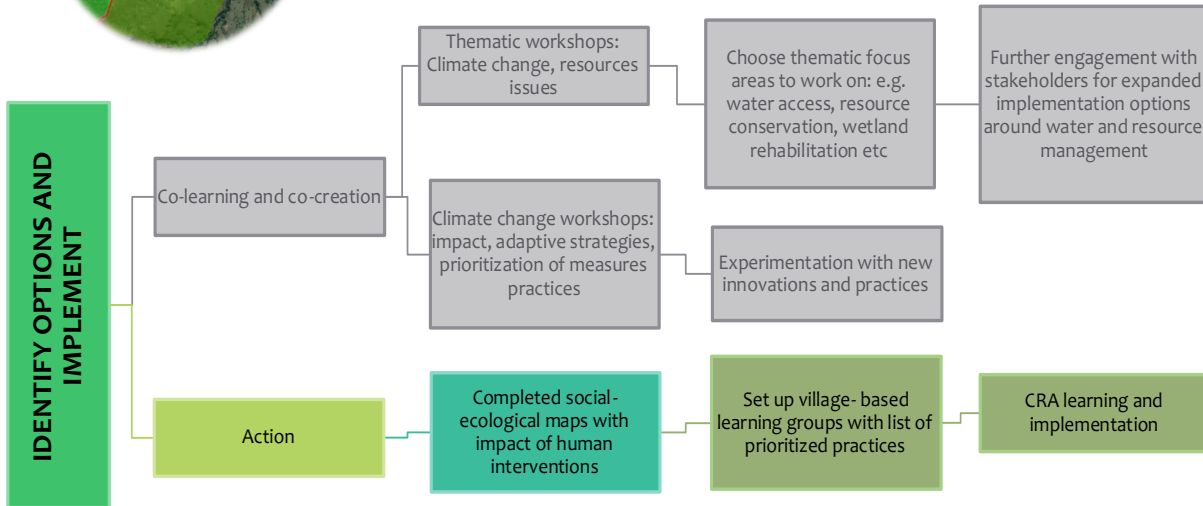 IDENTIFY OPTIONS AND
IMPLEMENT
Co-learning and co-creation
Thematic workshops:
Climate change, resources
issues
Choose thematic focus
areas to work on: e.g.
water access, resource
conservation, wetland
rehabilitation etc
Further engagement with
stakeholders for expanded
implementation options
around water and resource
management
Climate change workshops:
impact, adaptive strategies,
prioritization of measures
practices
Experimentation with new
innovations and practices
Action
Completed social-
ecological maps with
impact of human
interventions
Set up village- based
learning groups with list of
prioritized practices
CRA learning and
implementation